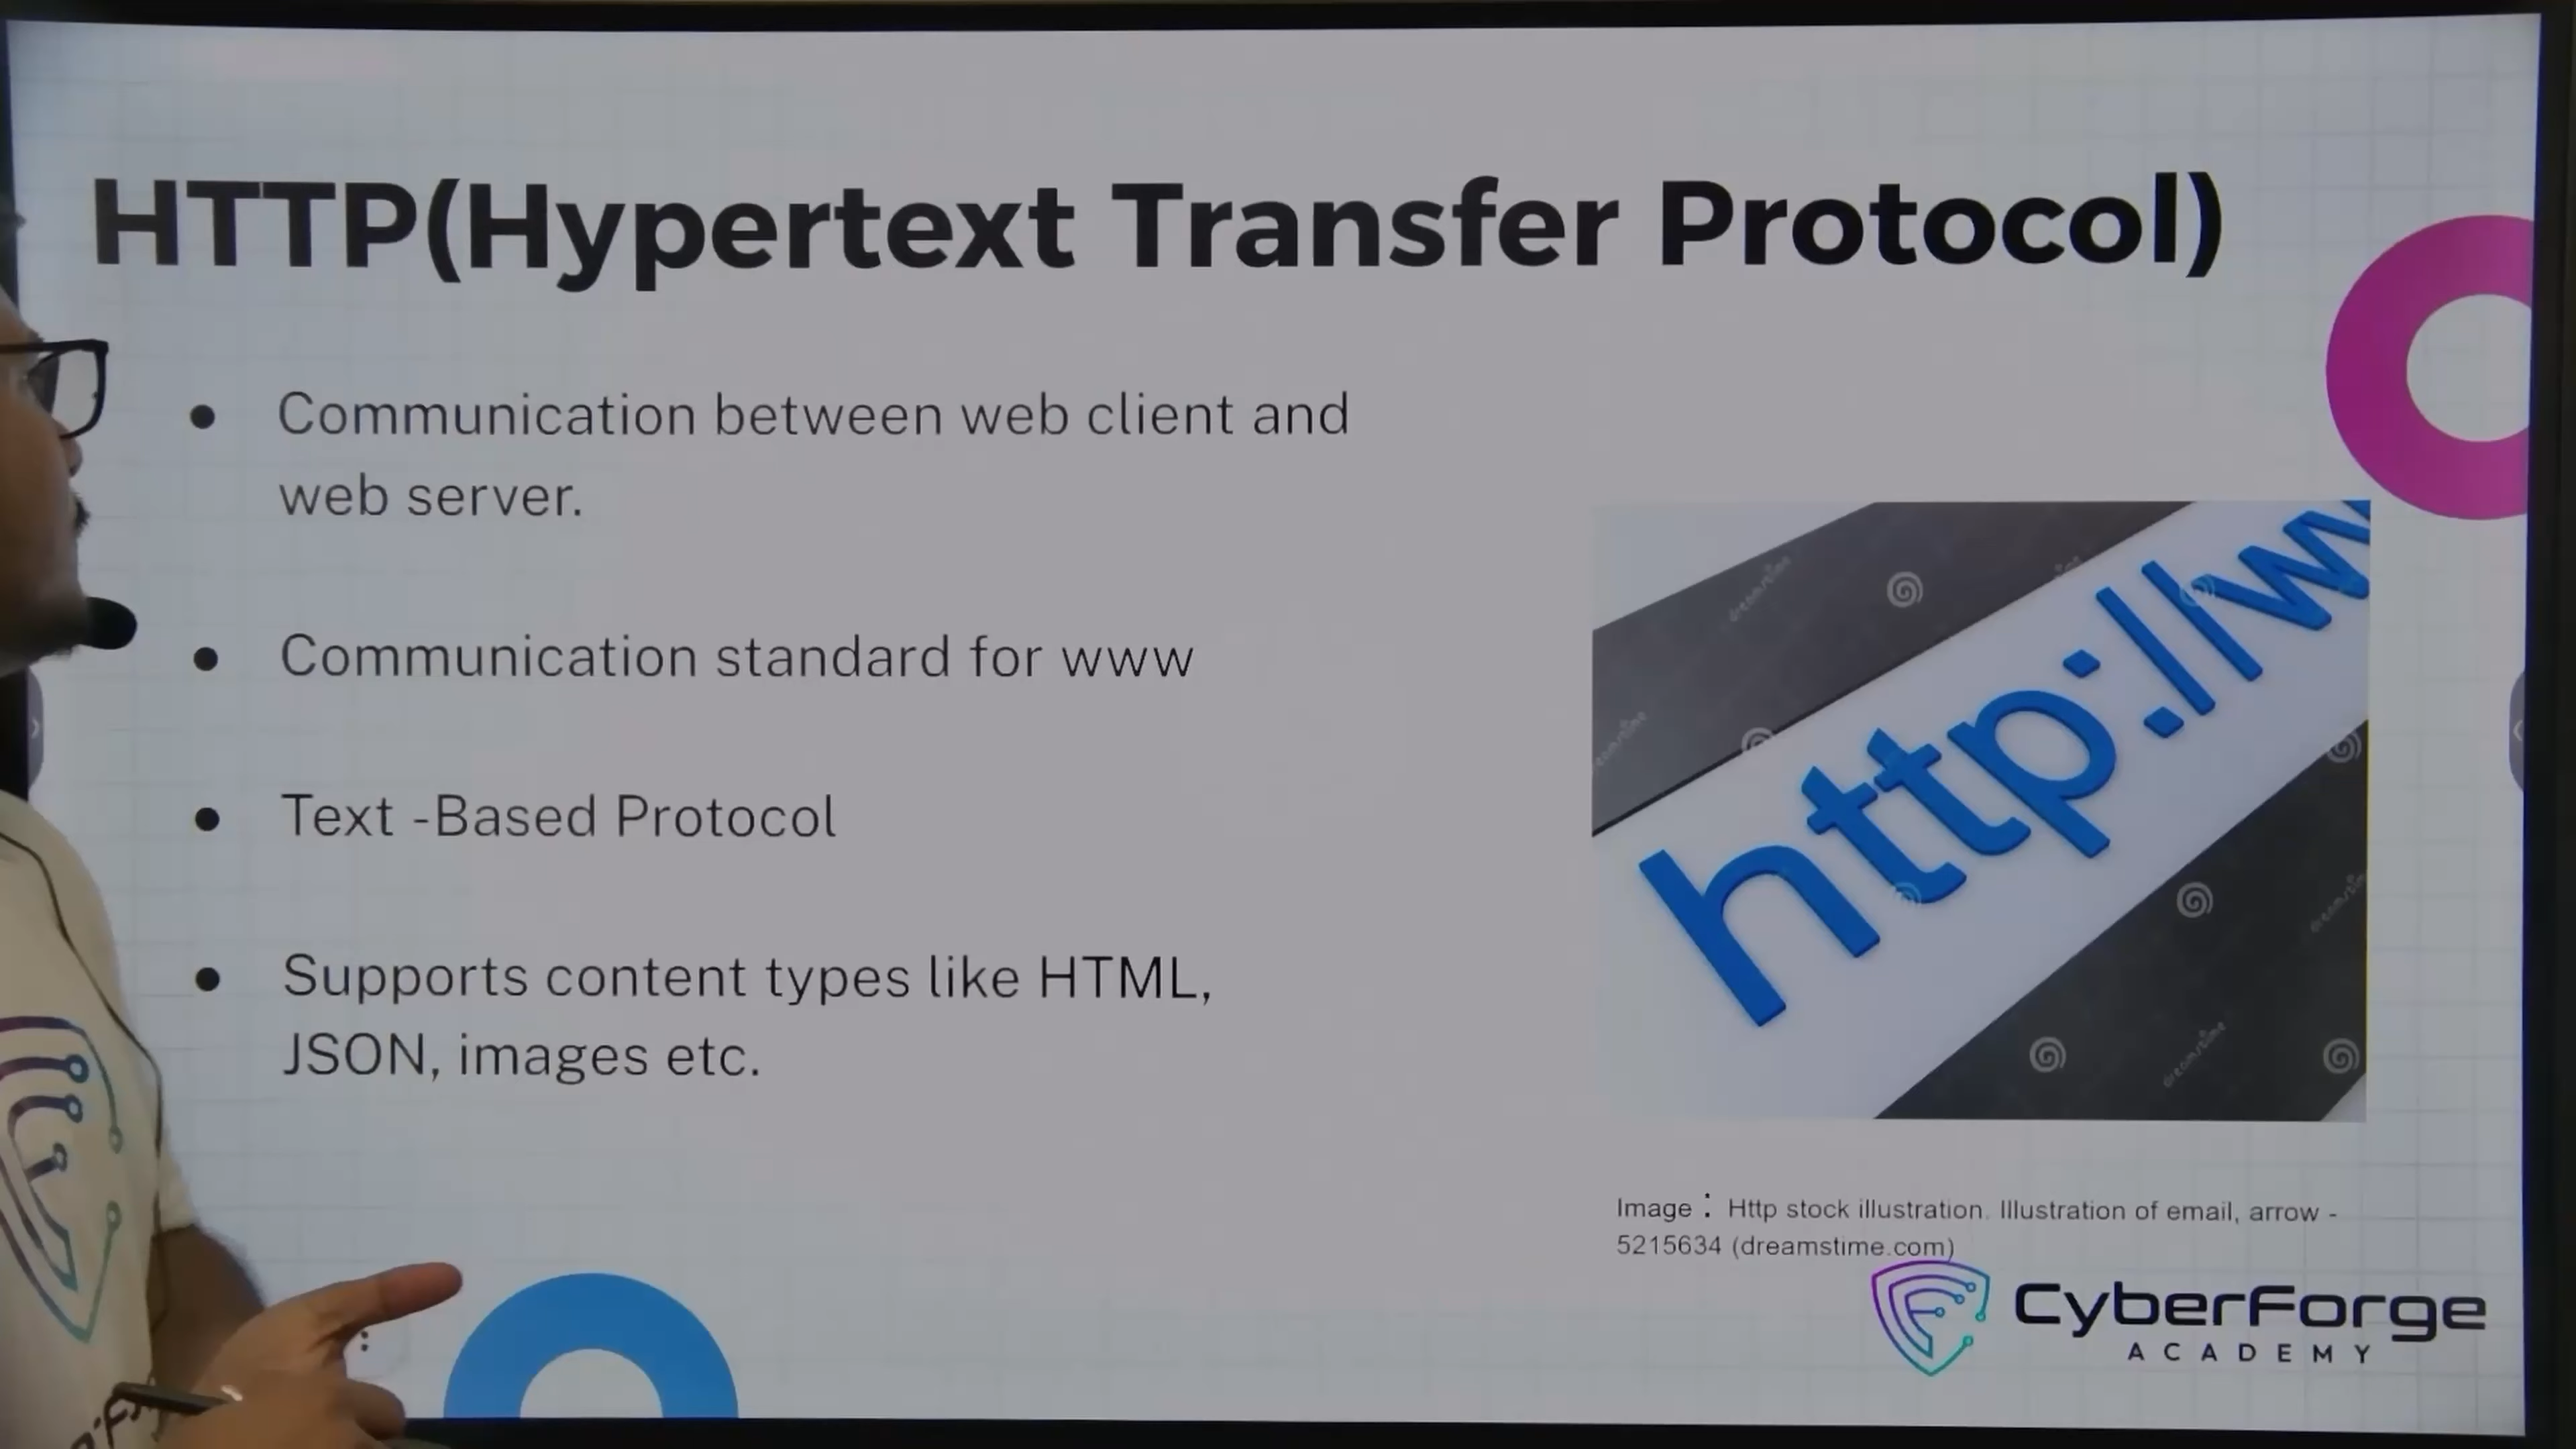 HTTP(Hypertext Transfer Protocol)
● Communication between web client and
web server.
● Communication standard for www
● Text -Based Protocol
● Supports content types like HTML,
JSON, images etc.
http://w
dreamstime
dreamstime
Image : Http stock illustration. Illustration of email, arrow -
5215634 (dreamstime.com)
CyberForge
ACADEMY